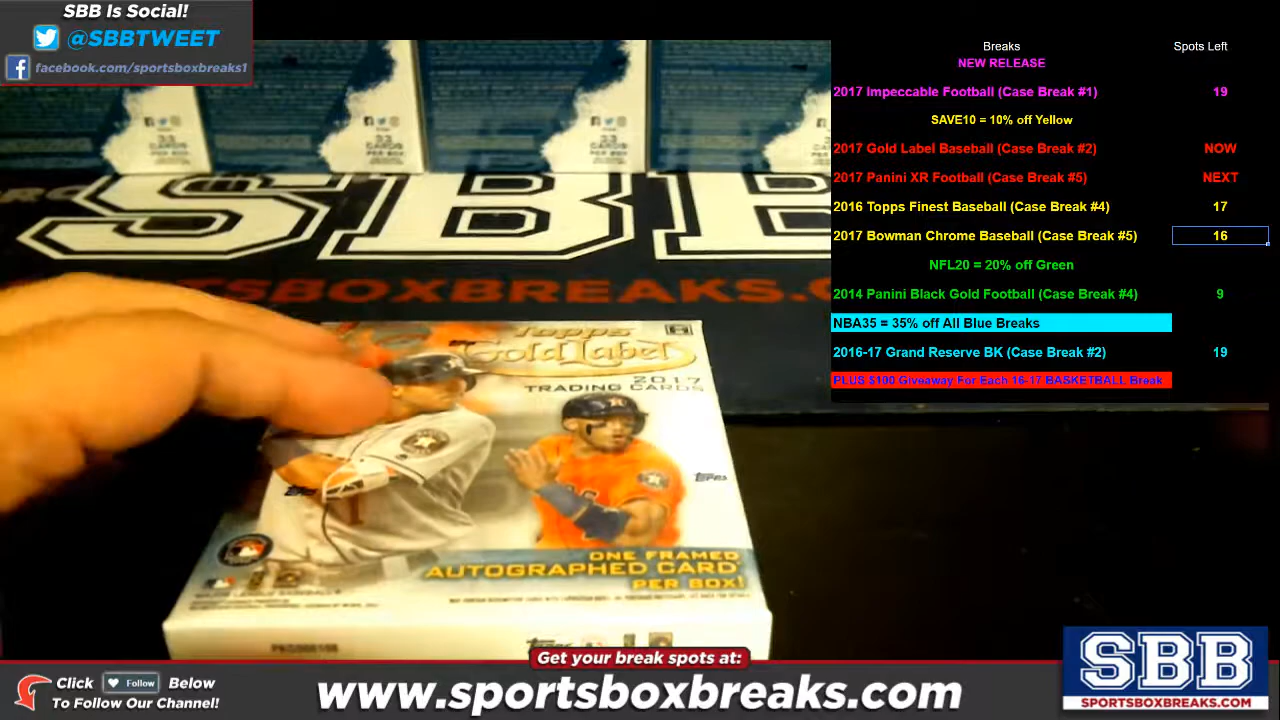 SBB Is Social!
@SBBTWEET
facebook.com/sportsboxbreaks1
Breaks Spots Left
NEW RELEASE
2017 Impeccable Football (Case Break #1) 19
SAVE10 = 10% off Yellow
2017 Gold Label Baseball (Case Break #2) NOW
2017 Panini XR Football (Case Break #5) NEXT
2016 Topps Finest Baseball (Case Break #4) 17
2017 Bowman Chrome Baseball (Case Break #5) 16
NFL20 = 20% off Green
2014 Panini Black Gold Football (Case Break #4) 9
NBA35 = 35% off All Blue Breaks
2016-17 Grand Reserve BK (Case Break #2) 19
PLUS $100 Giveaway For Each 16-17 BASKETBALL Break
SBB
SBOXBREAKS.
Topps
Gold Label
2017
TRADING CARDS
Topps
Topps
ONE FRAMED
AUTOGRAPHED CARD
PER BOX!
Get your break spots at:
Click Follow Below
To Follow Our Channel!
www.sportsboxbreaks.com
SBB
SPORTSBOXBREAKS.COM